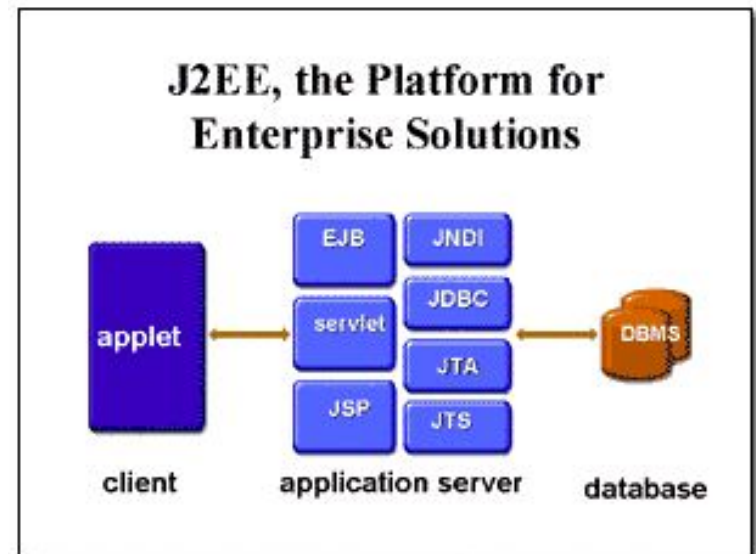 J2EE, the Platform for
Enterprise Solutions
applet
EJB
servlet
JSP
JNDI
JDBC
JTA
JTS
DBMS
client
application server
database